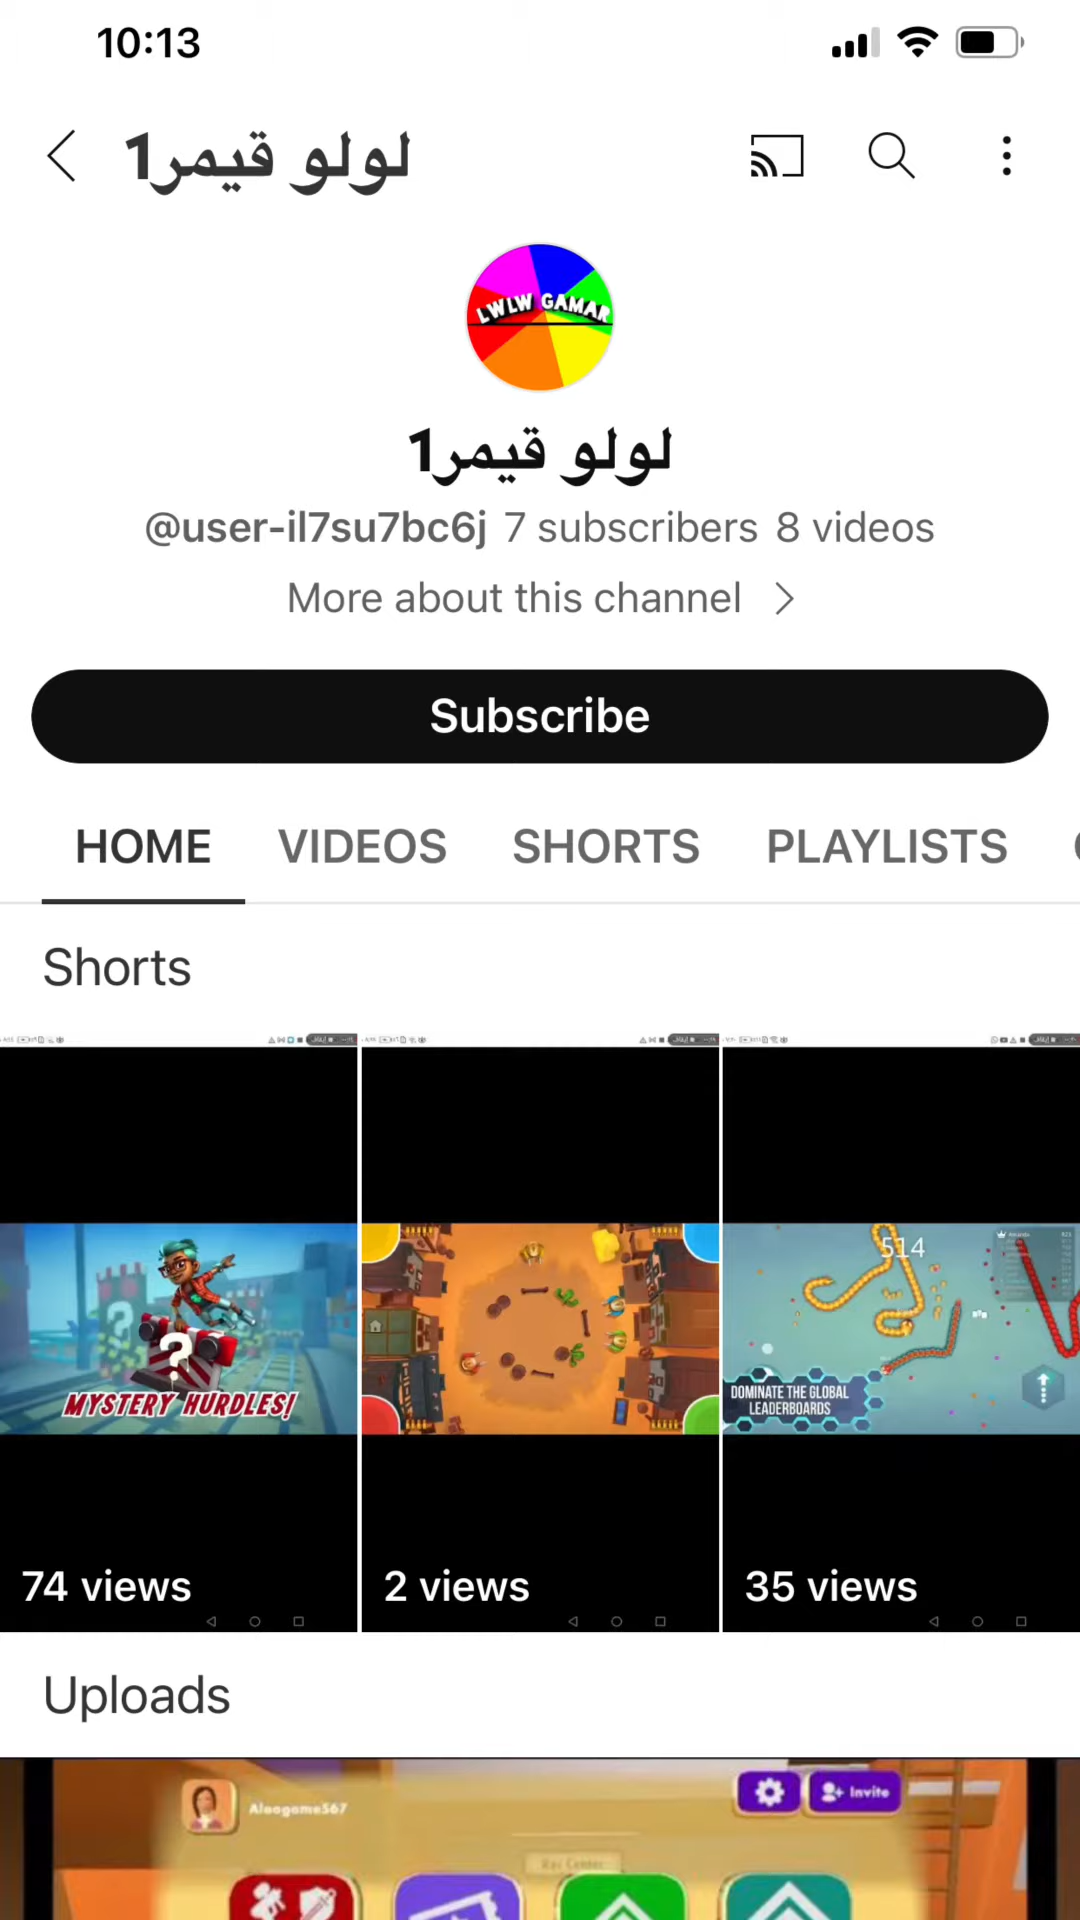 10:13
لولو قيمر1
LWLW GAMAR
لولو قيمر1
@user-il7su7bc6j 7 subscribers 8 videos
More about this channel
Subscribe
HOME VIDEOS SHORTS PLAYLISTS
Shorts
?
MYSTERY HURDLES!
514
DOMINATE THE GLOBAL
LEADERBOARDS
74 views
2 views
35 views
Uploads
Aloogame567
Invite